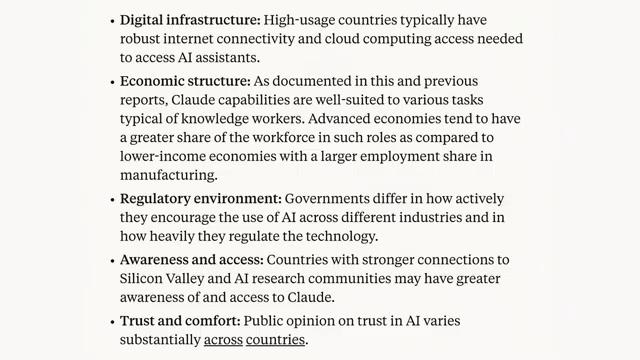 • Digital infrastructure: High-usage countries typically have
robust internet connectivity and cloud computing access needed
to access AI assistants.
• Economic structure: As documented in this and previous
reports, Claude capabilities are well-suited to various tasks
typical of knowledge workers. Advanced economies tend to have
a greater share of the workforce in such roles as compared to
lower-income economies with a larger employment share in
manufacturing.
• Regulatory environment: Governments differ in how actively
they encourage the use of AI across different industries and in
how heavily they regulate the technology.
• Awareness and access: Countries with stronger connections to
Silicon Valley and AI research communities may have greater
awareness of and access to Claude.
• Trust and comfort: Public opinion on trust in AI varies
substantially across countries.